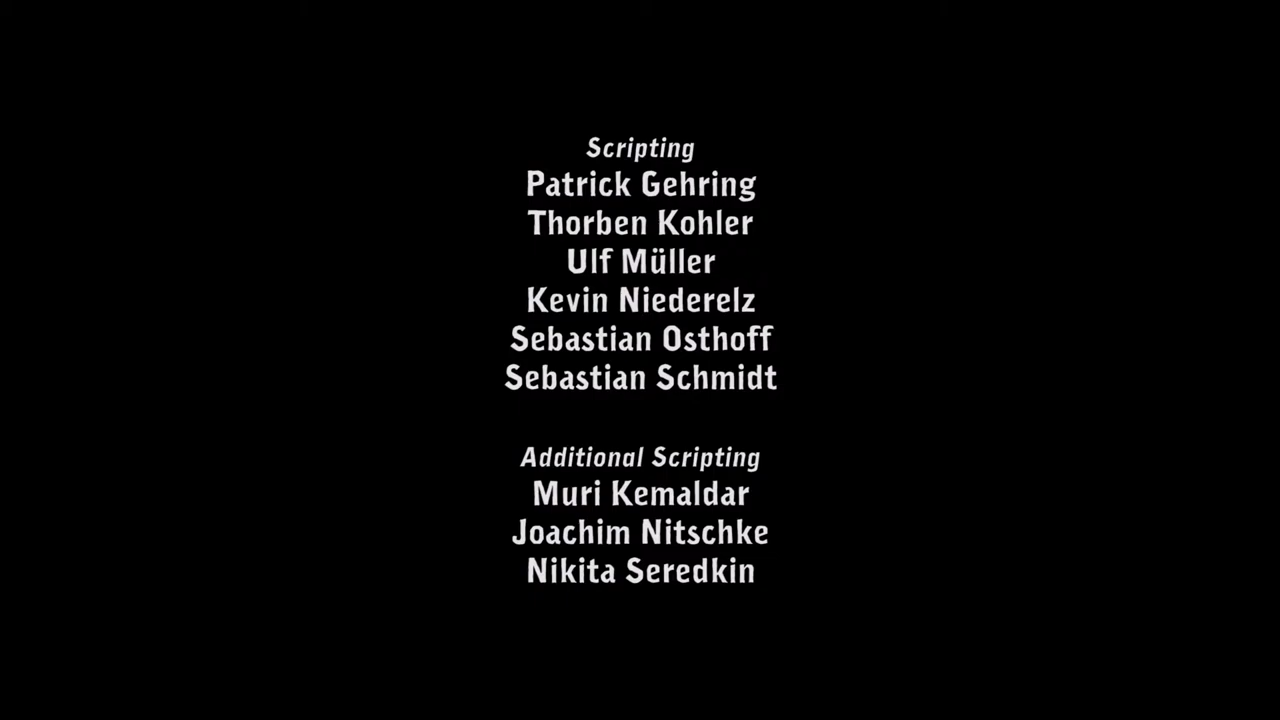 Scripting
Patrick Gehring
Thorben Kohler
Ulf Müller
Kevin Niederelz
Sebastian Osthoff
Sebastian Schmidt
Additional Scripting
Muri Kemaldar
Joachim Nitschke
Nikita Seredkin